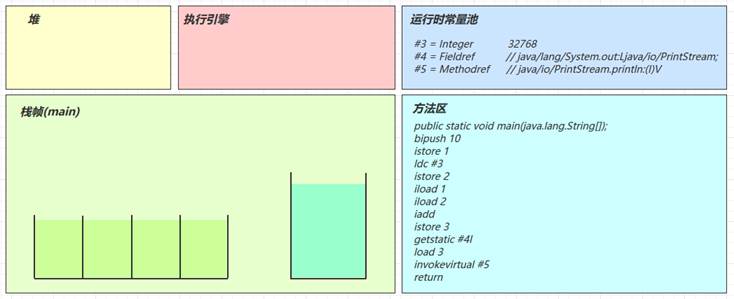 堆
执行引擎
运行时常量池
#3 = Integer 32768
#4 = Fieldref // java/lang/System.out:Ljava/io/PrintStream;
#5 = Methodref // java/io/PrintStream.println:(I)V
栈帧(main)
方法区
public static void main(java.lang.String[]);
bipush 10
istore 1
ldc #3
istore 2
iload 1
iload 2
iadd
istore 3
getstatic #4I
load 3
invokevirtual #5
return